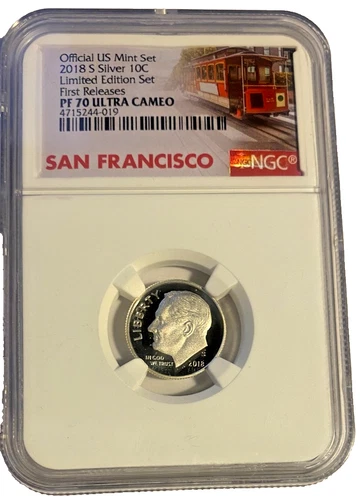 Official US Mint Set
2018 S Silver 10C
Limited Edition Set
First Releases
PF 70 ULTRA CAMEO
4715244-019
SAN FRANCISCO
NGC®
LIBERTY
IN GOD
WE TRUST
S
2018